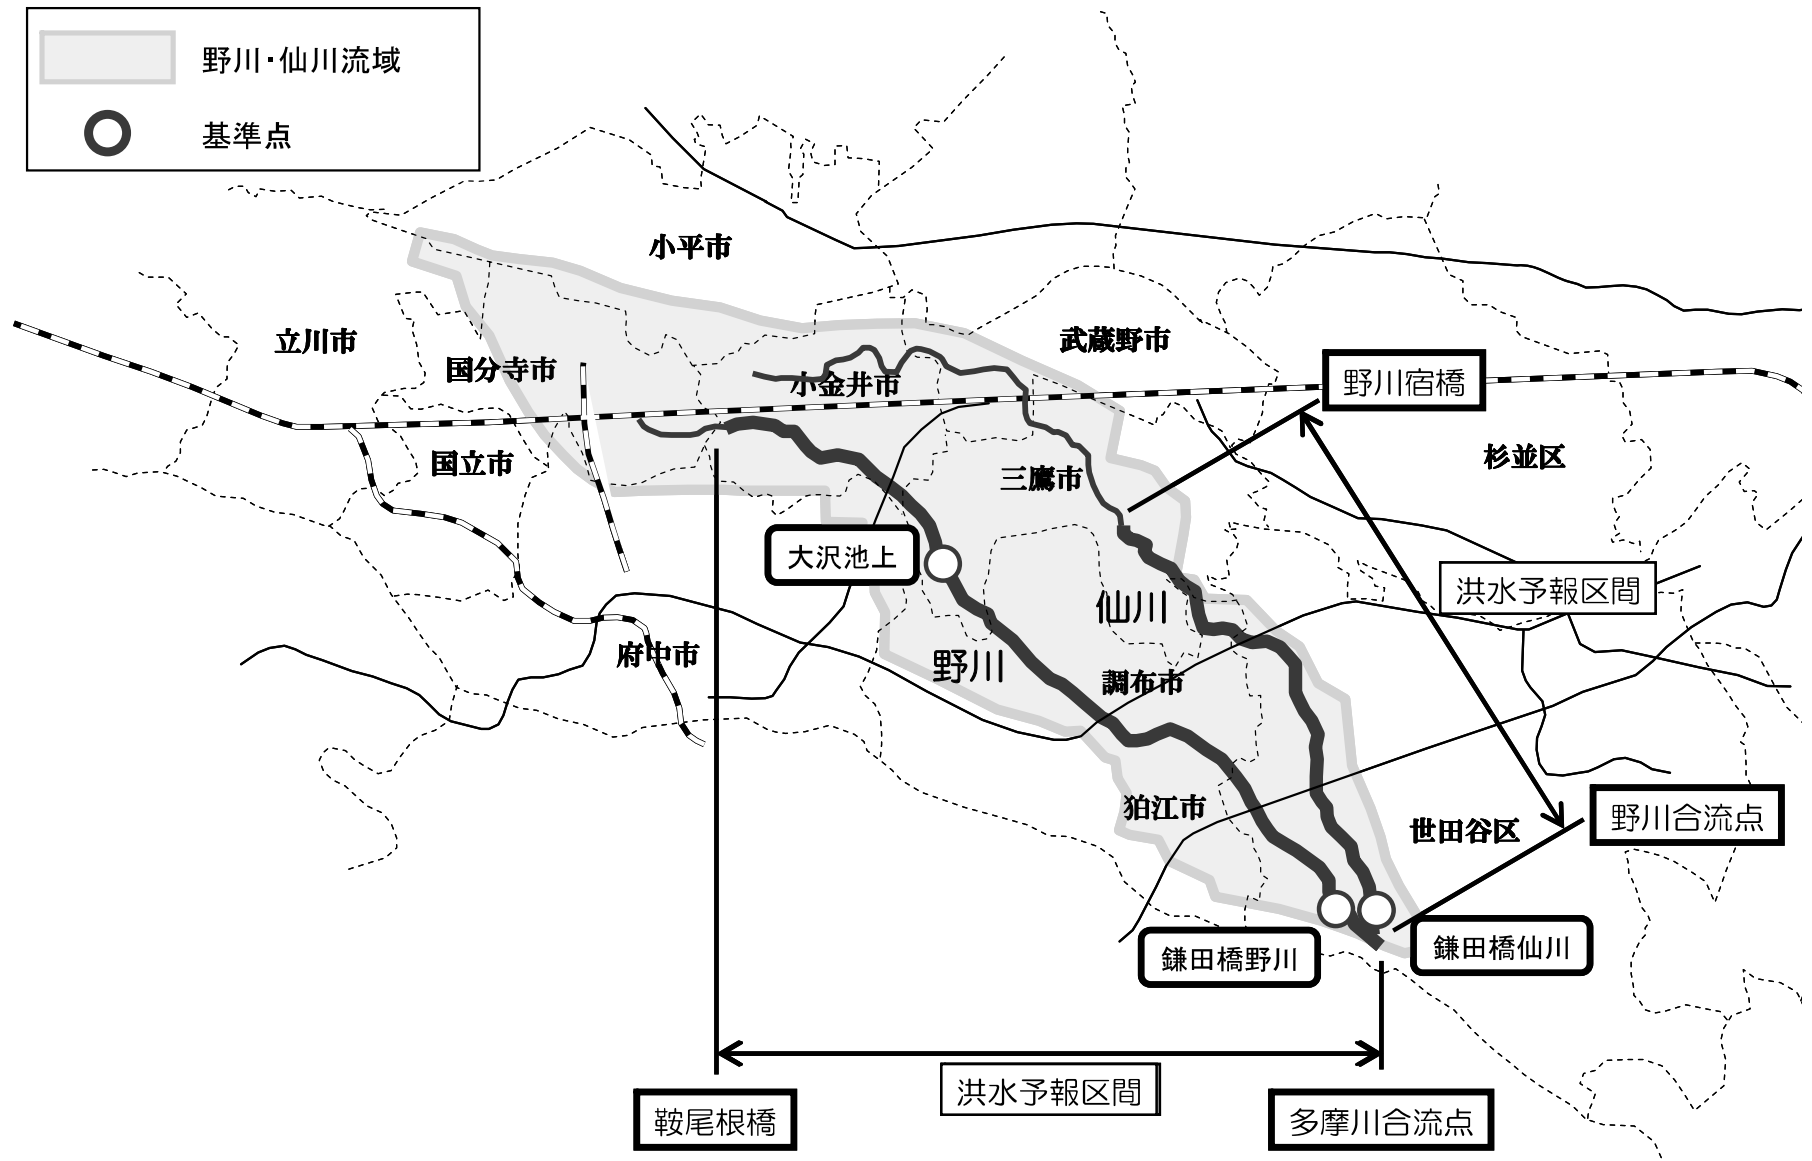 野川・仙川流域
基準点
小平市
立川市
武蔵野市
国分寺市
小金井市
野川宿橋
国立市
三鷹市
杉並区
大沢池上
洪水予報区間
仙川
府中市
野川
調布市
狛江市
世田谷区
野川合流点
鎌田橋野川
鎌田橋仙川
洪水予報区間
鞍尾根橋
多摩川合流点